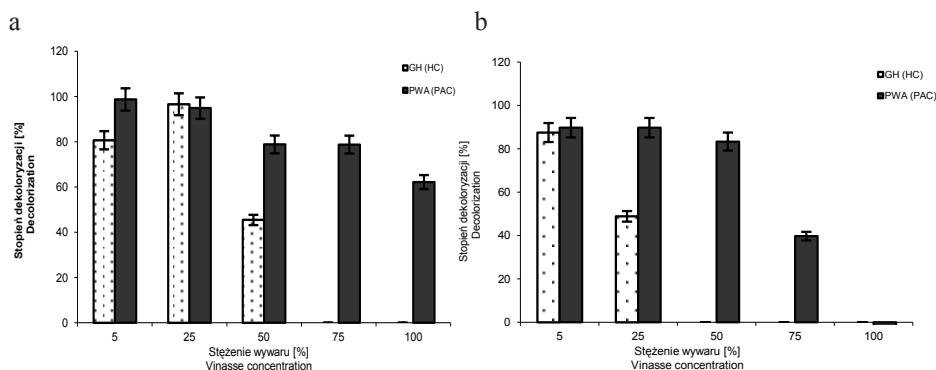 a
120
100
80
60
40
20
0
Stopień dekoloryzacji [%]
Decolorization
GH (HC)
PWA (PAC)
5 25 50 75 100
Stężenie wywaru [%]
Vinasse concentration
b
120
100
80
60
40
20
0
Stopień dekoloryzacji [%]
Decolorization
GH (HC)
PWA (PAC)
5 25 50 75 100
Stężenie wywaru [%]
Vinasse concentration